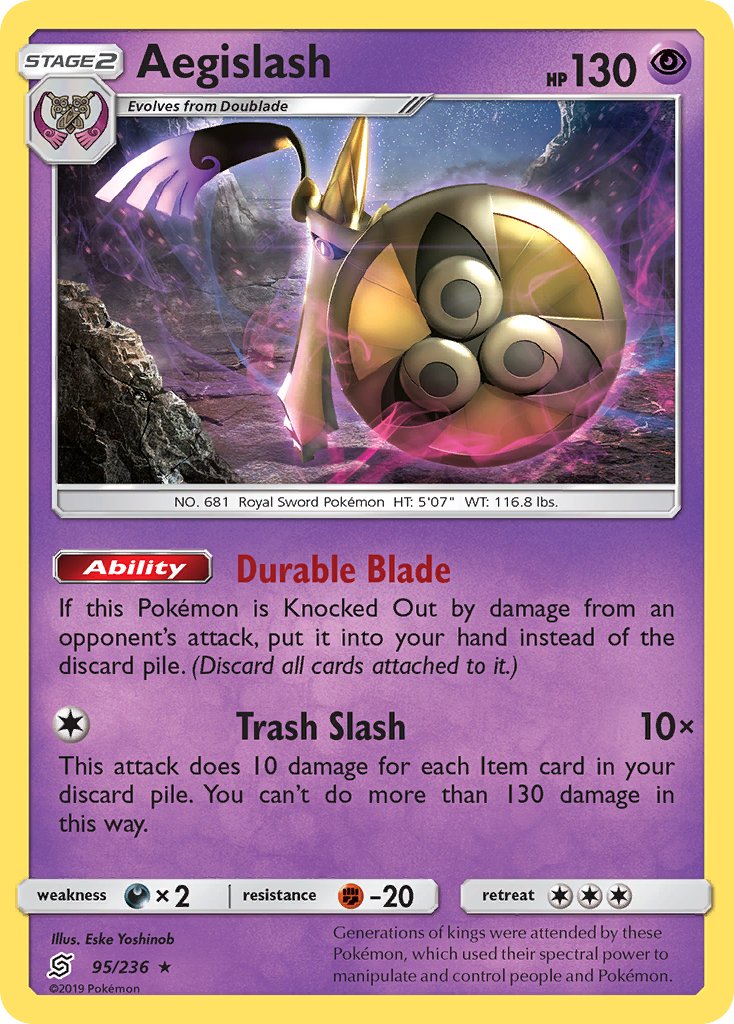 STAGE2
Aegislash
HP 130
Evolves from Doublade
NO. 681 Royal Sword Pokémon HT: 5'07" WT: 116.8 lbs.
Ability Durable Blade
If this Pokémon is Knocked Out by damage from an
opponent's attack, put it into your hand instead of the
discard pile. (Discard all cards attached to it.)
Trash Slash 10×
This attack does 10 damage for each Item card in your
discard pile. You can't do more than 130 damage in
this way.
weakness ×2 resistance -20 retreat
Illus. Eske Yoshinob
95/236 ★
©2019 Pokémon
Generations of kings were attended by these
Pokémon, which used their spectral power to
manipulate and control people and Pokémon.